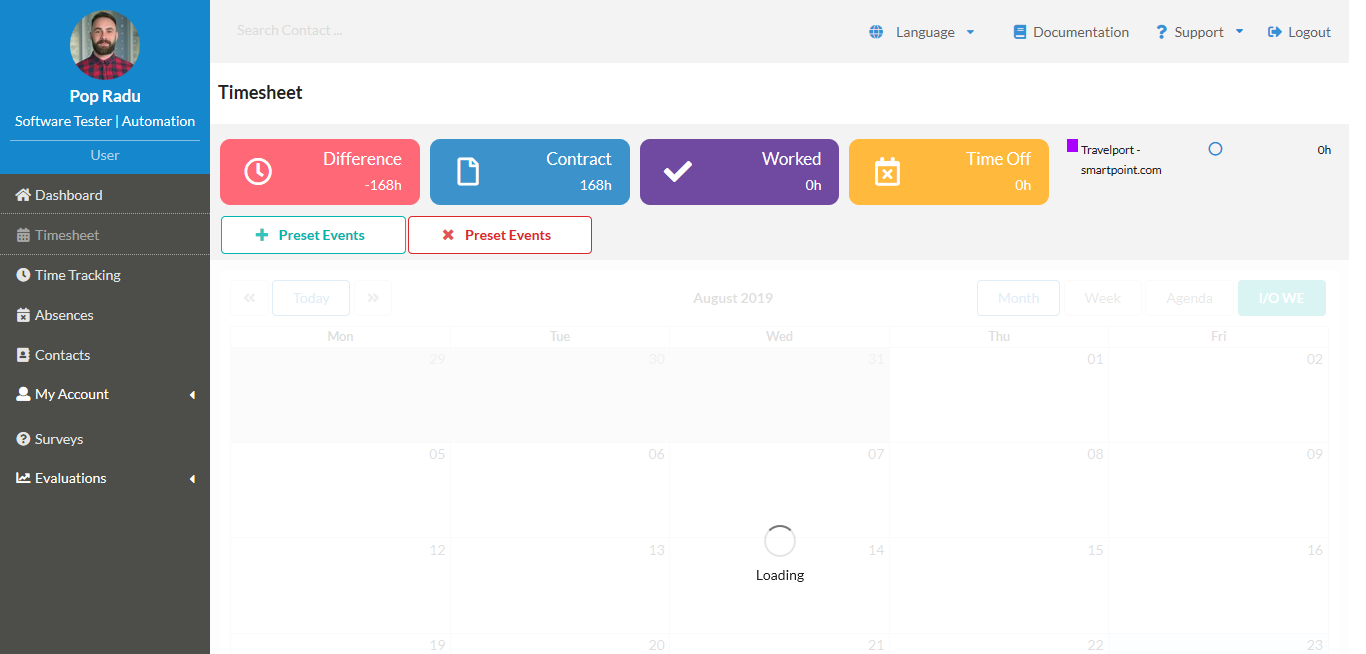 Pop Radu
Software Tester | Automation
User
Dashboard
Timesheet
Time Tracking
Absences
Contacts
My Account
Surveys
Evaluations
Search Contact ...
Language
Documentation
Support
Logout
Timesheet
Difference
-168h
Contract
168h
Worked
0h
Time Off
0h
Travelport -
smartpoint.com
0h
Preset Events
Preset Events
« Today »
August 2019
Month Week Agenda I/O WE
Mon Tue Wed Thu Fri
29 30 31 01 02
05 06 07 08 09
12 13 14 15 16
Loading
19 20 21 22 23